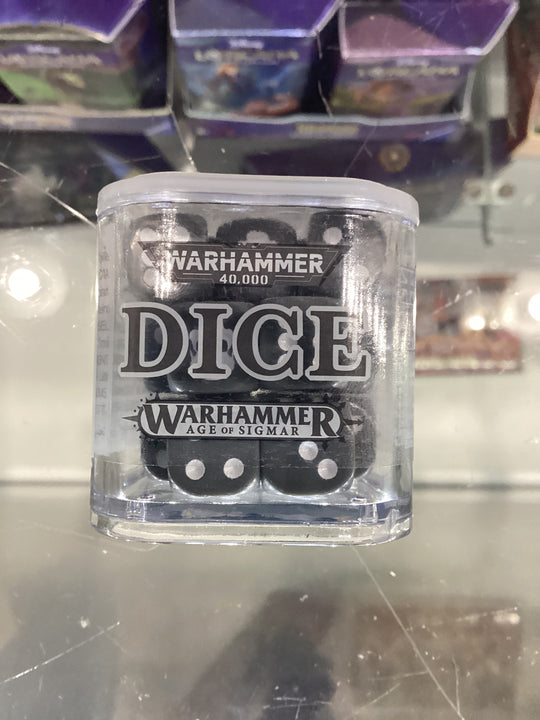 WARHAMMER
40,000
DICE
WARHAMMER
AGE OF SIGMAR